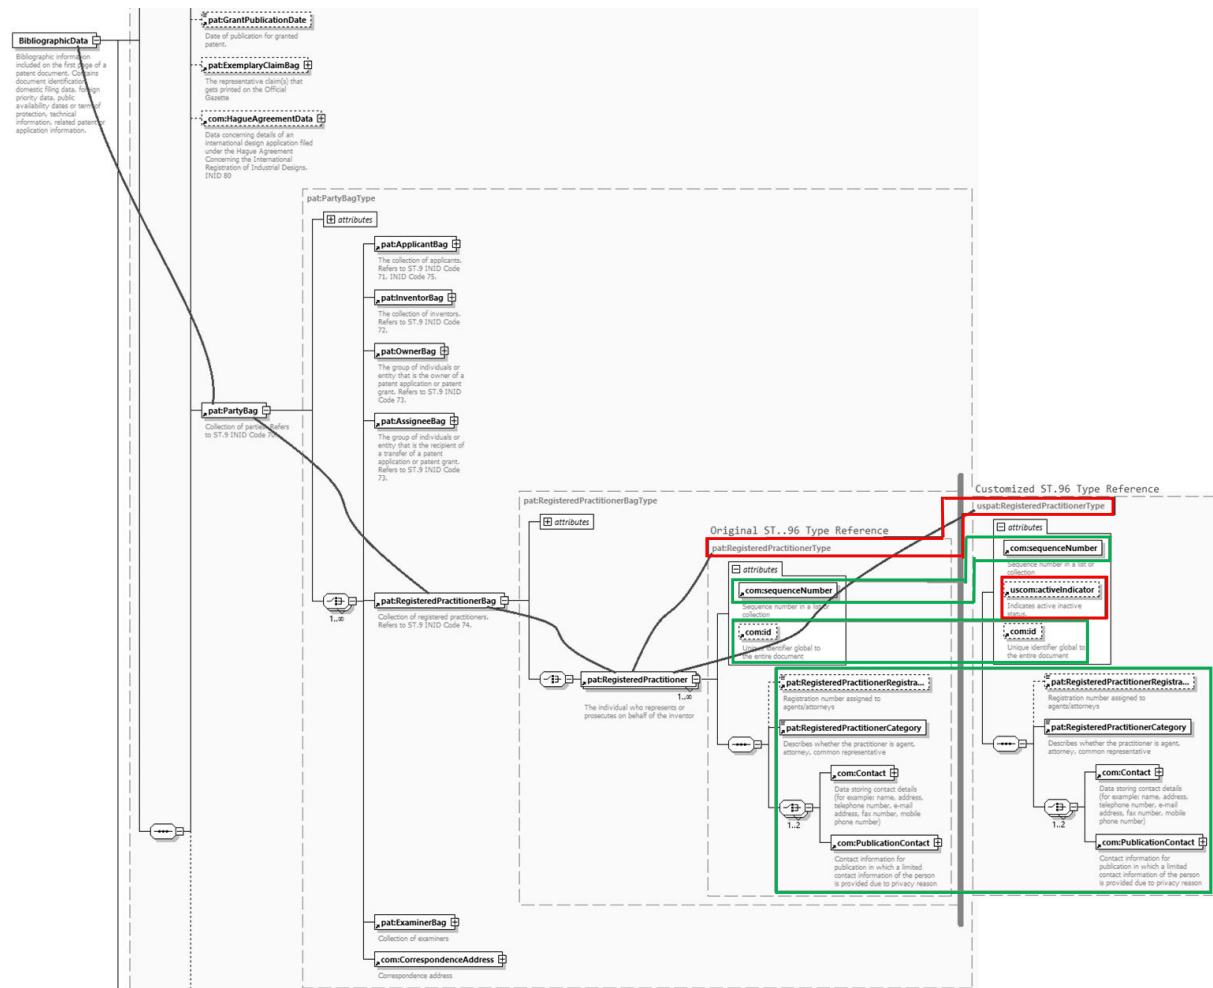 BibliographicData
Bibliographic information
included on the first page of a
patent document. Contains
document identification,
domestic filing data, foreign
priority data, public
availability dates or term of
protection, technical
information, related patent or
application information.
pat:GrantPublicationDate
Date of publication for granted
patent.
pat:ExemplaryClaimBag
The representative claim(s) that
gets printed on the Official
Gazette
com:HagueAgreementData
Data concerning details of an
international design application filed
under the Hague Agreement
Concerning the International
Registration of Industrial Designs.
INID 80
pat:PartyBag
Collection of parties. Refers
to ST.9 INID Code 70.
pat:PartyBagType
attributes
pat:ApplicantBag
The collection of applicants.
Refers to ST.9 INID Code
71, INID Code 75.
pat:InventorBag
The collection of inventors.
Refers to ST.9 INID Code
72.
pat:OwnerBag
The group of individuals or
entity that is the owner of a
patent application or patent
grant. Refers to ST.9 INID
Code 73.
pat:AssigneeBag
The group of individuals or
entity that is the recipient of
a transfer of a patent
application or patent grant.
Refers to ST.9 INID Code
73.
1..∞
pat:RegisteredPractitionerBag
Collection of registered practitioners.
Refers to ST.9 INID Code 74.
pat:ExaminerBag
Collection of examiners
com:CorrespondenceAddress
Correspondence address
pat:RegisteredPractitionerBagType
attributes
pat:RegisteredPractitioner
1..∞
The individual who represents or
prosecutes on behalf of the inventor
Original ST..96 Type Reference
pat:RegisteredPractitionerType
attributes
com:sequenceNumber
Sequence number in a list or
collection
com:id
Unique identifier global to
the entire document
pat:RegisteredPractitionerRegistra...
Registration number assigned to
agents/attorneys
pat:RegisteredPractitionerCategory
Describes whether the practitioner is agent,
attorney, common representative
1..2
com:Contact
Data storing contact details
(for example: name, address,
telephone number, e-mail
address, fax number, mobile
phone number)
com:PublicationContact
Contact information for
publication in which a limited
contact information of the person
is provided due to privacy reason
Customized ST.96 Type Reference
uspat:RegisteredPractitionerType
attributes
com:sequenceNumber
Sequence number in a list or
collection
uscom:activeIndicator
Indicates active inactive
status.
com:id
Unique identifier global to
the entire document
pat:RegisteredPractitionerRegistra...
Registration number assigned to
agents/attorneys
pat:RegisteredPractitionerCategory
Describes whether the practitioner is agent,
attorney, common representative
1..2
com:Contact
Data storing contact details
(for example: name, address,
telephone number, e-mail
address, fax number, mobile
phone number)
com:PublicationContact
Contact information for
publication in which a limited
contact information of the person
is provided due to privacy reason